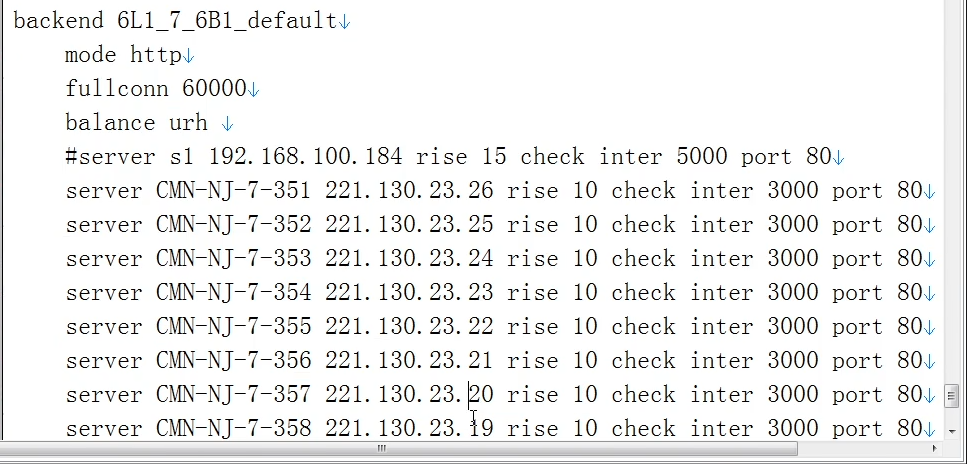 backend 6L1_7_6B1_default↓
mode http↓
fullconn 60000↓
balance urh ↓
#server s1 192.168.100.184 rise 15 check inter 5000 port 80↓
server CMN-NJ-7-351 221.130.23.26 rise 10 check inter 3000 port 80↓
server CMN-NJ-7-352 221.130.23.25 rise 10 check inter 3000 port 80↓
server CMN-NJ-7-353 221.130.23.24 rise 10 check inter 3000 port 80↓
server CMN-NJ-7-354 221.130.23.23 rise 10 check inter 3000 port 80↓
server CMN-NJ-7-355 221.130.23.22 rise 10 check inter 3000 port 80↓
server CMN-NJ-7-356 221.130.23.21 rise 10 check inter 3000 port 80↓
server CMN-NJ-7-357 221.130.23.20 rise 10 check inter 3000 port 80↓
server CMN-NJ-7-358 221.130.23.19 rise 10 check inter 3000 port 80↓